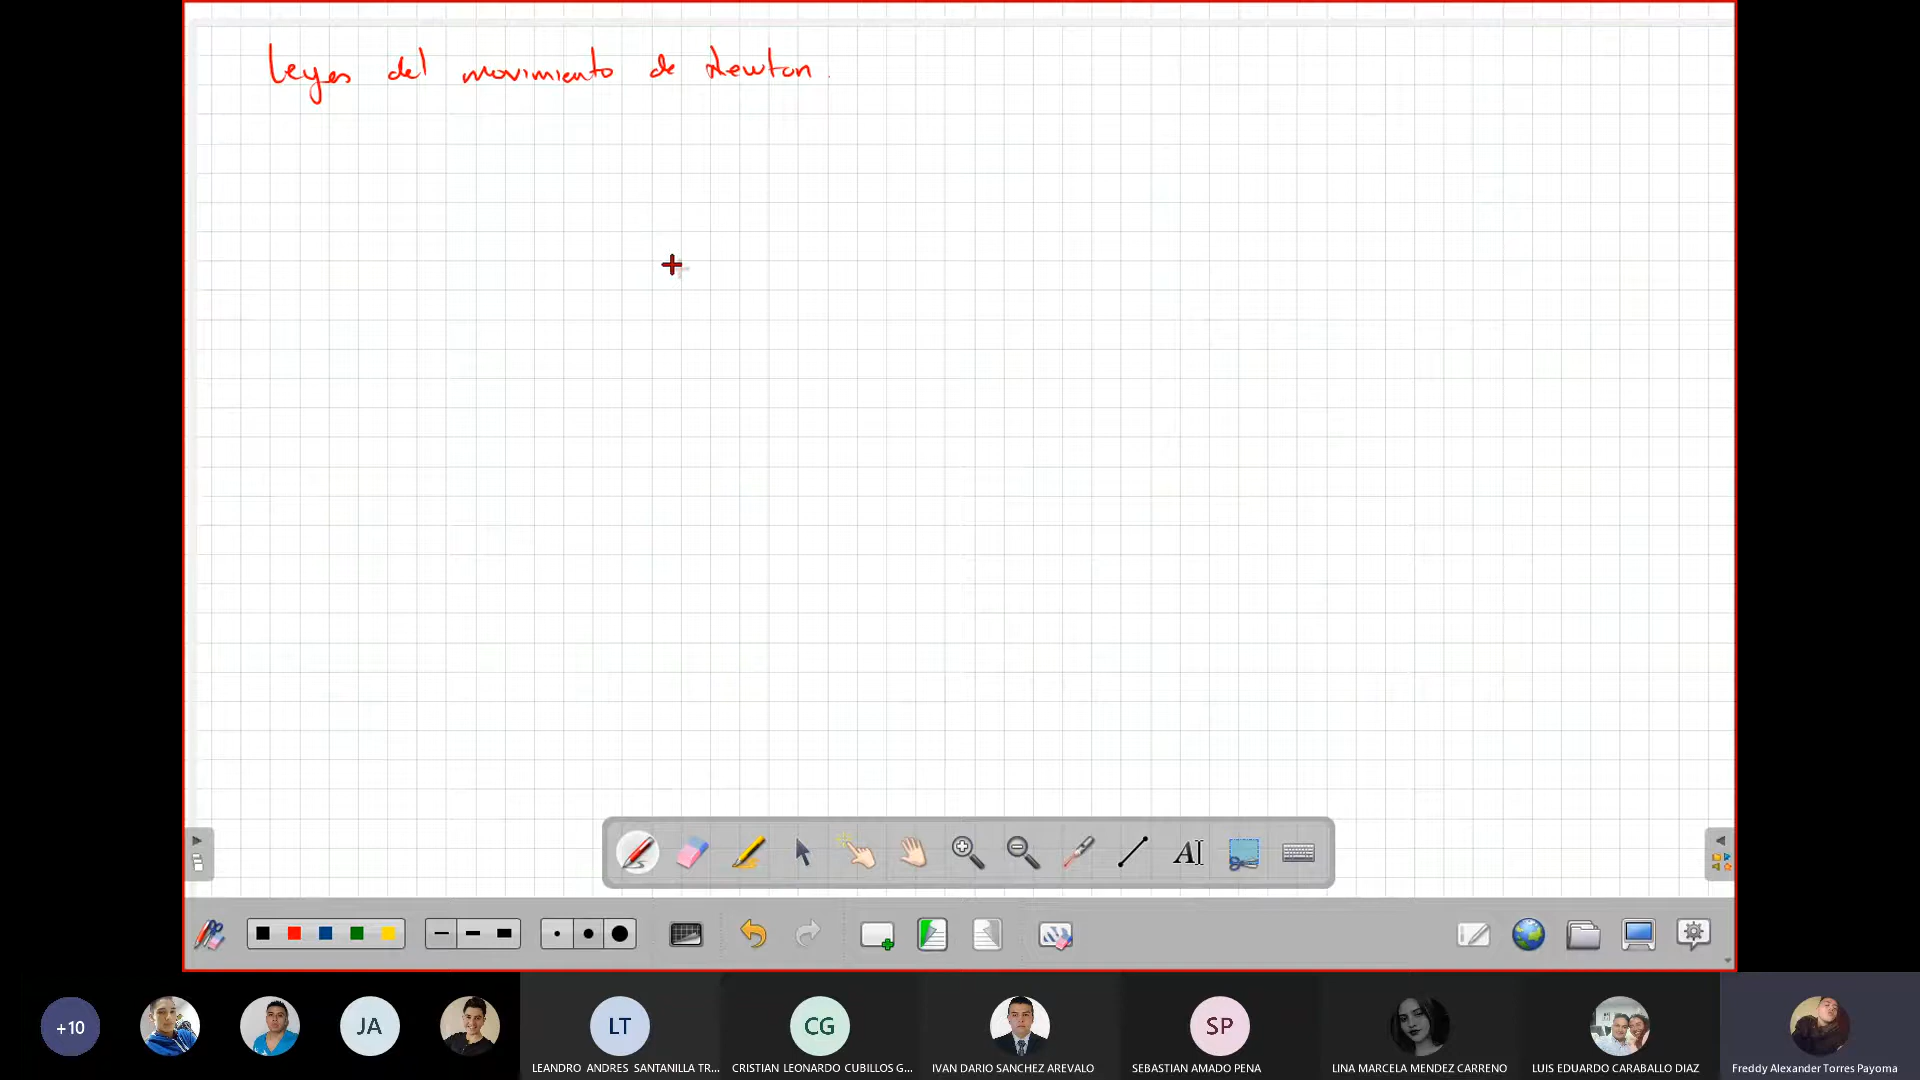 Leyes del movimiento de Newton.
AI
+10
JA
LT
CG
SP
LEANDRO ANDRES SANTANILLA TR...
CRISTIAN LEONARDO CUBILLOS G...
IVAN DARIO SANCHEZ AREVALO
SEBASTIAN AMADO PENA
LINA MARCELA MENDEZ CARRENO
LUIS EDUARDO CARABALLO DIAZ
Freddy Alexander Torres Payoma